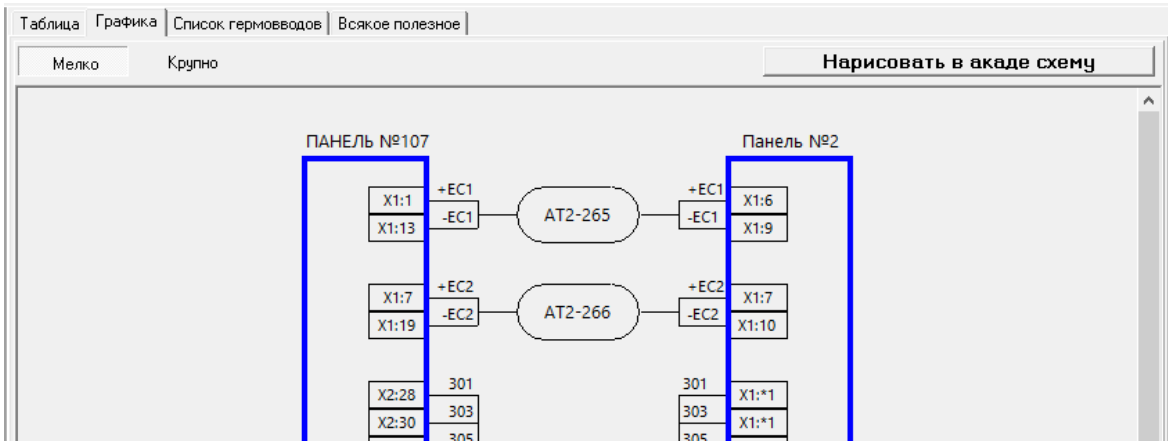 Таблица Графика Список гермовводов Всякое полезное
Мелко Крупно Нарисовать в акаде схему
ПАНЕЛЬ №107 Панель №2
+EC1 +EC1
X1:1 AT2-265 X1:6
-EC1 -EC1
X1:13 X1:9
+EC2 +EC2
X1:7 AT2-266 X1:7
-EC2 -EC2
X1:19 X1:10
301 301
X2:28 X1:*1
303 303
X2:30 X1:*1
305 305